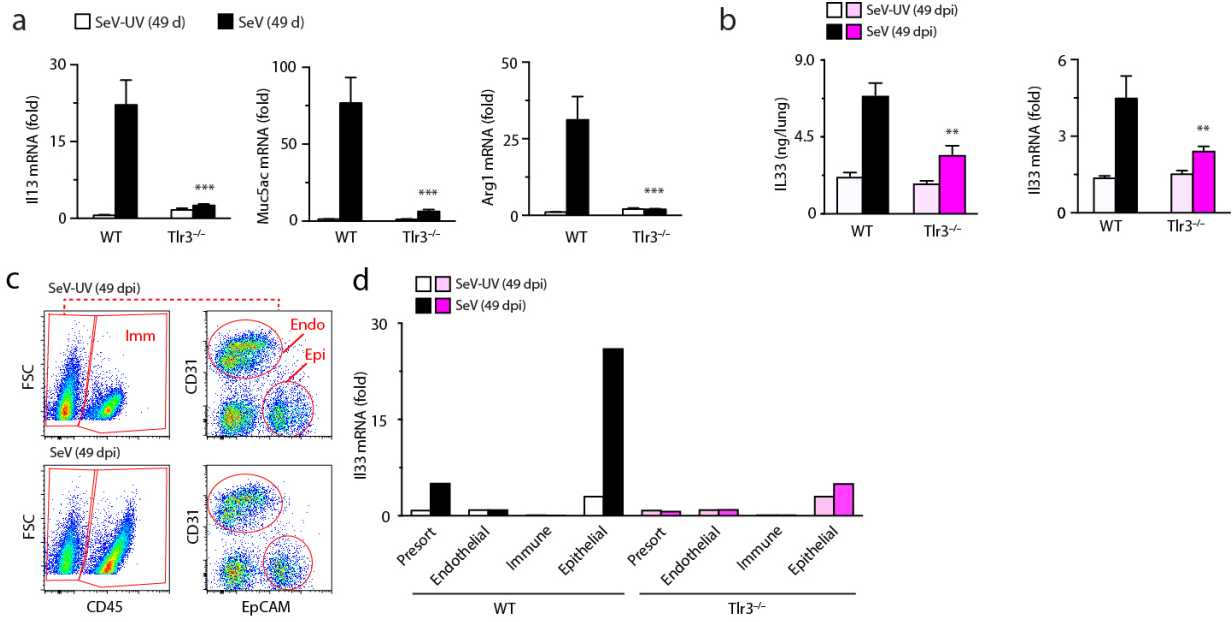 a
SeV-UV (49 d) SeV (49 d)
Il13 mRNA (fold)
30
15
0
WT Tlr3–/–
***
Muc5ac mRNA (fold)
100
75
50
25
0
WT Tlr3–/–
***
Arg1 mRNA (fold)
50
25
0
WT Tlr3–/–
***
b
SeV-UV (49 dpi)
SeV (49 dpi)
IL33 (ng/lung)
9.0
4.5
0
WT Tlr3–/–
**
Il33 mRNA (fold)
6
3
0
WT Tlr3–/–
**
c
SeV-UV (49 dpi)
FSC
Imm
CD31
Endo
Epi
SeV (49 dpi)
FSC
CD31
CD45 EpCAM
d
SeV-UV (49 dpi)
SeV (49 dpi)
Il33 mRNA (fold)
30
15
0
Presort Endothelial Immune Epithelial Presort Endothelial Immune Epithelial
WT Tlr3–/–